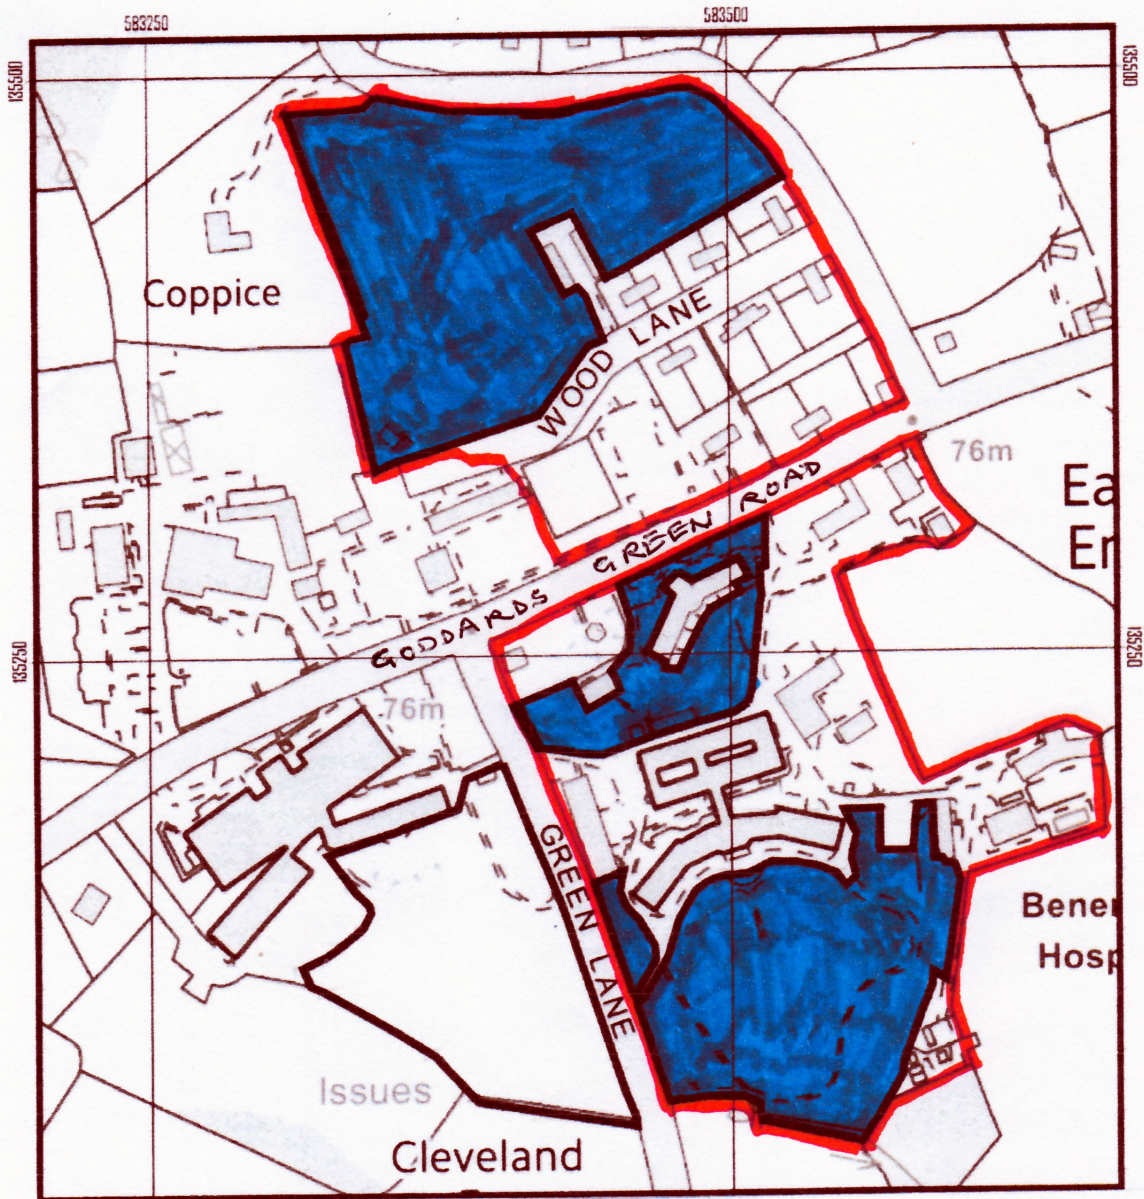 583250
583500
135500
135500
Coppice
WOOD LANE
76m
Ea
En
GODDARDS GREEN ROAD
135250
135250
76m
GREEN LANE
Bener
Hosp
Issues
Cleveland